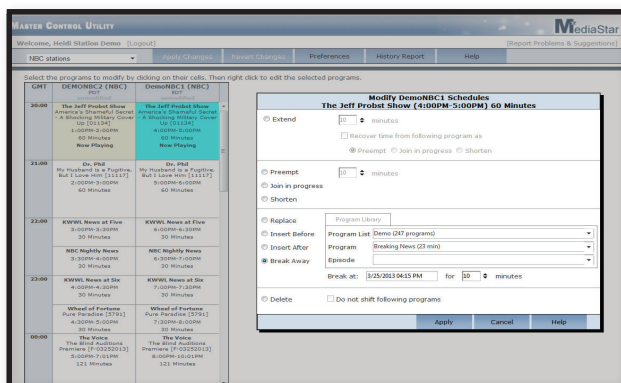 MASTER CONTROL UTILITY
MediaStar
Welcome, Heidi Station Demo [Logout]
[Report Problems & Suggestions]
NBC stations
Apply Changes
Revert Changes
Preferences
History Report
Help
Select the programs to modify by clicking on their cells. Then right click to edit the selected programs.
GMT
DEMONBC2 (NBC)
PDT
DemoNBC1 (NBC)
EDT
20:00
The Jeff Probst Show
America's Shameful Secret
- A Shocking Military Cover
Up [01134]
1:00PM-2:00PM
60 Minutes
Now Playing
The Jeff Probst Show
America's Shameful Secret
- A Shocking Military Cover
Up [01134]
4:00PM-5:00PM
60 Minutes
Now Playing
21:00
Dr. Phil
My Husband is a Fugitive,
But I Love Him [11117]
2:00PM-3:00PM
60 Minutes
Dr. Phil
My Husband is a Fugitive,
But I Love Him [11117]
5:00PM-6:00PM
60 Minutes
22:00
KWWL News at Five
3:00PM-3:30PM
30 Minutes
KWWL News at Five
6:00PM-6:30PM
30 Minutes
NBC Nightly News
3:30PM-4:00PM
30 Minutes
NBC Nightly News
6:30PM-7:00PM
30 Minutes
23:00
KWWL News at Six
4:00PM-4:30PM
30 Minutes
KWWL News at Six
7:00PM-7:30PM
30 Minutes
Wheel of Fortune
Pure Paradise [5791]
4:30PM-5:00PM
30 Minutes
Wheel of Fortune
Pure Paradise [5791]
7:30PM-8:00PM
30 Minutes
00:00
The Voice
The Blind Auditions
Premiere [F-03252013]
5:00PM-7:01PM
121 Minutes
The Voice
The Blind Auditions
Premiere [F-03252013]
8:00PM-10:01PM
121 Minutes
Modify DemoNBC1 Schedules
The Jeff Probst Show (4:00PM-5:00PM) 60 Minutes
Extend
10 minutes
Recover time from following program as
Preempt Join in progress Shorten
Preempt
10 minutes
Join in progress
Shorten
Replace
Program Library
Insert Before
Program List Demo (247 programs)
Insert After
Program Breaking News (23 min)
Break Away
Episode
Break at: 3/25/2013 04:15 PM for 10 minutes
Delete
Do not shift following programs
Apply
Cancel
Help